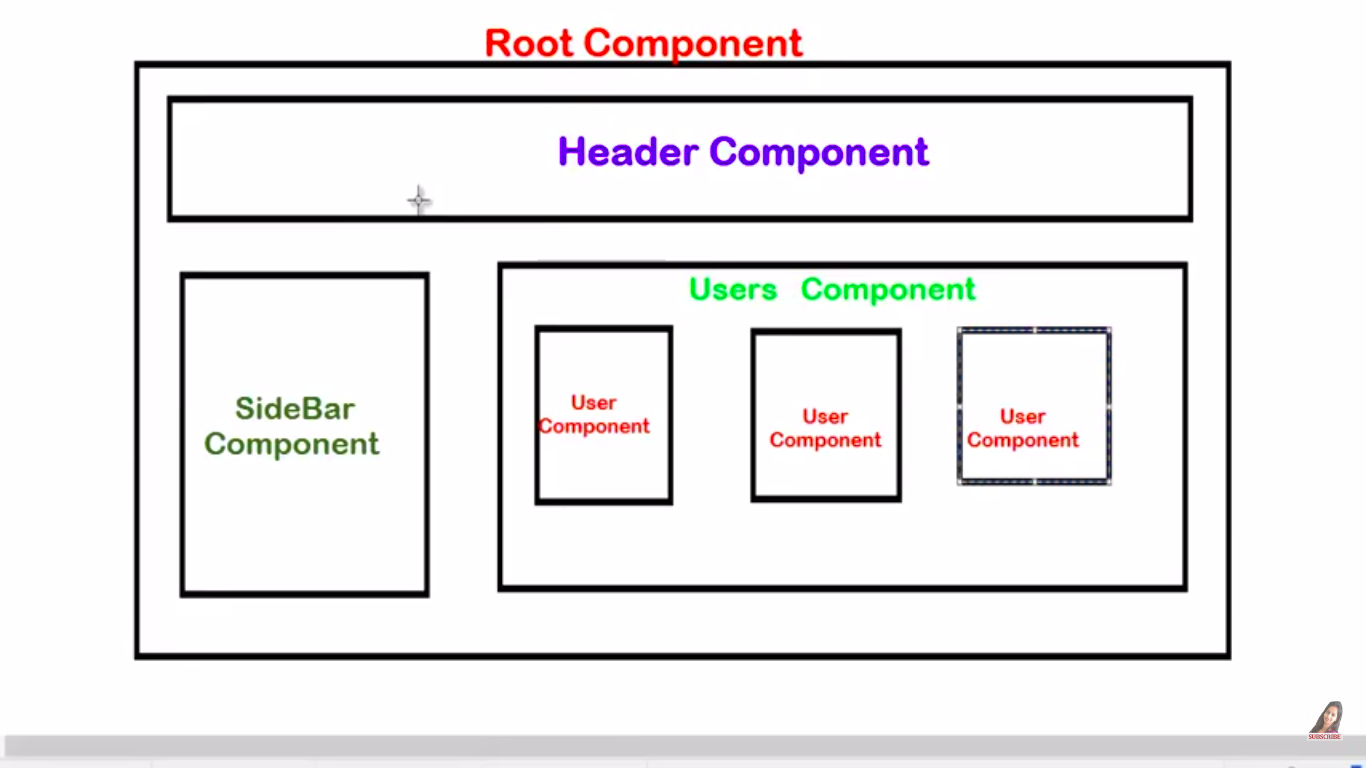 Root Component
Header Component
Users Component
SideBar
Component
User
Component
User
Component
User
Component
SUBSCRIBE